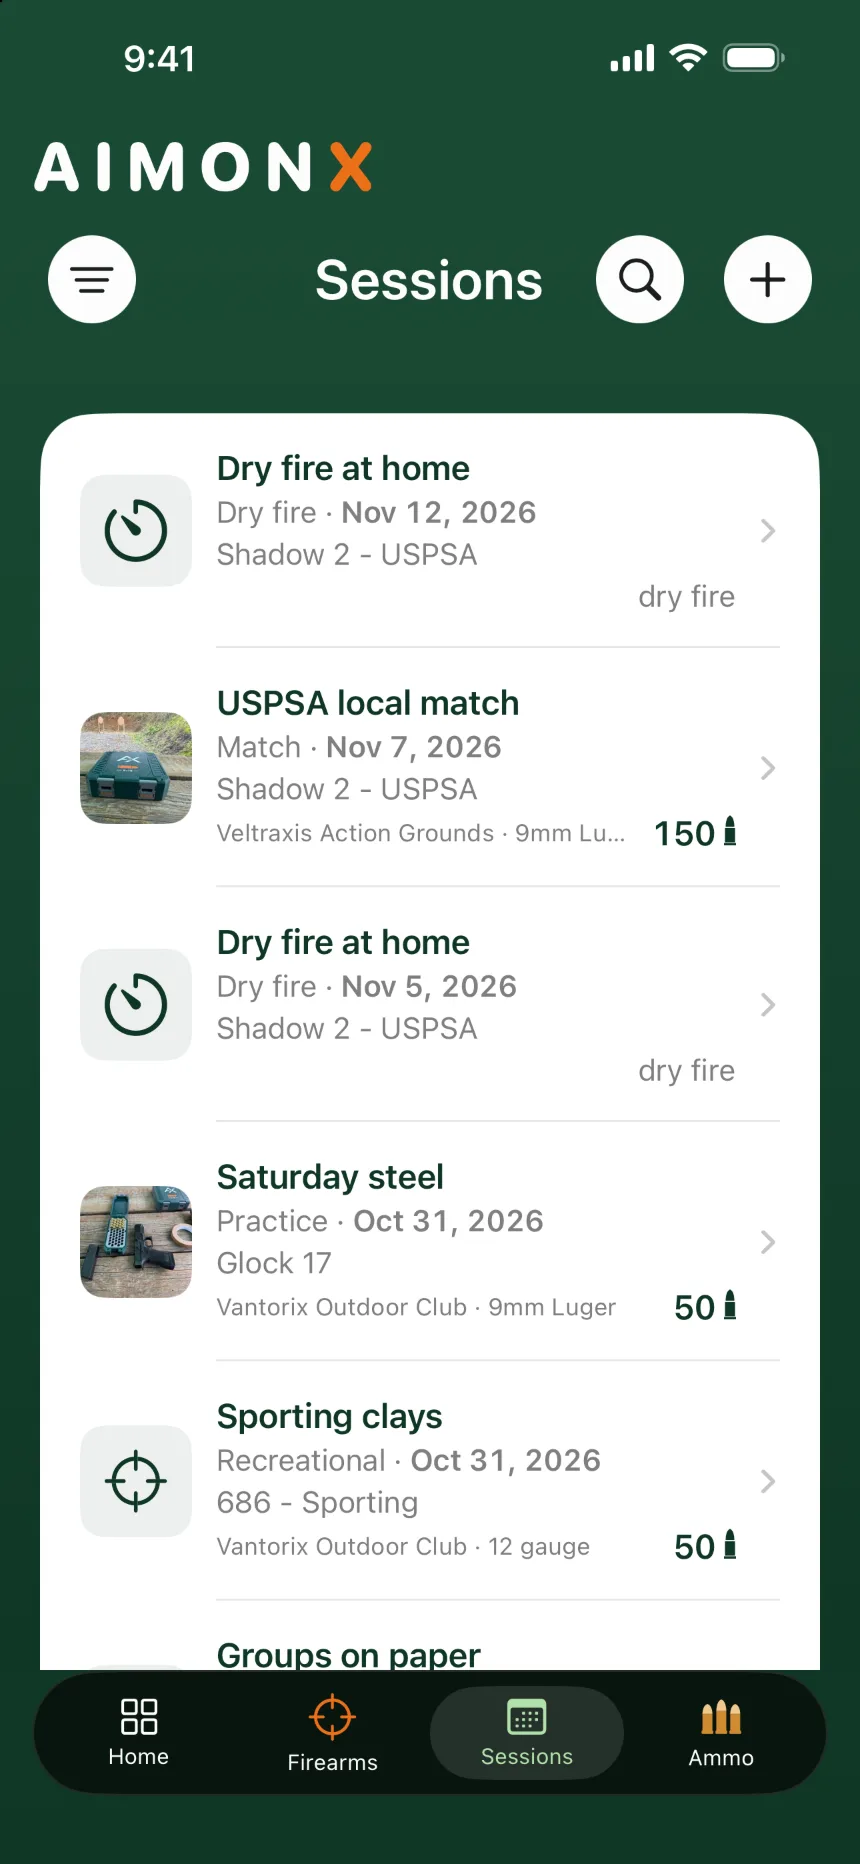 9:41
AIMONX
Sessions
Dry fire at home
Dry fire · Nov 12, 2026
Shadow 2 - USPSA
dry fire
USPSA local match
Match · Nov 7, 2026
Shadow 2 - USPSA
Veltraxis Action Grounds · 9mm Lu... 150
Dry fire at home
Dry fire · Nov 5, 2026
Shadow 2 - USPSA
dry fire
Saturday steel
Practice · Oct 31, 2026
Glock 17
Vantorix Outdoor Club · 9mm Luger 50
Sporting clays
Recreational · Oct 31, 2026
686 - Sporting
Vantorix Outdoor Club · 12 gauge 50
Groups on paper
Home Firearms Sessions Ammo